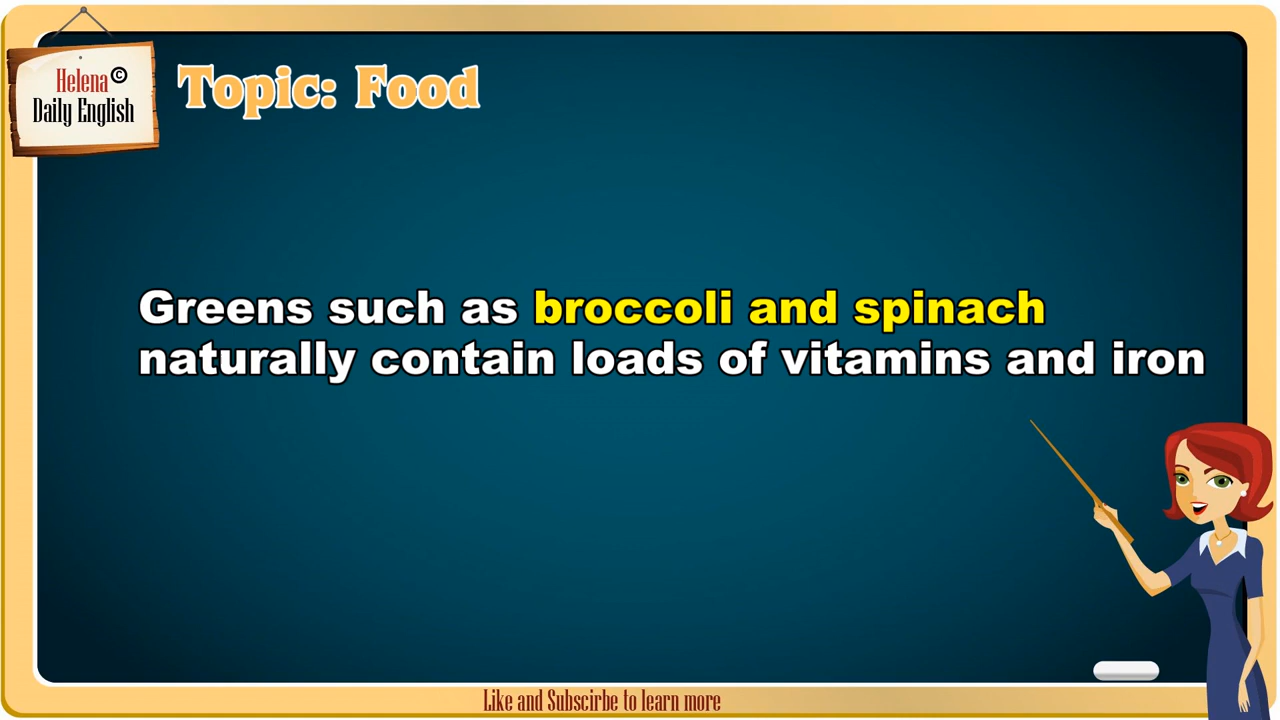 Helena ©
Daily English
Topic: Food
Greens such as broccoli and spinach
naturally contain loads of vitamins and iron
Like and Subscirbe to learn more